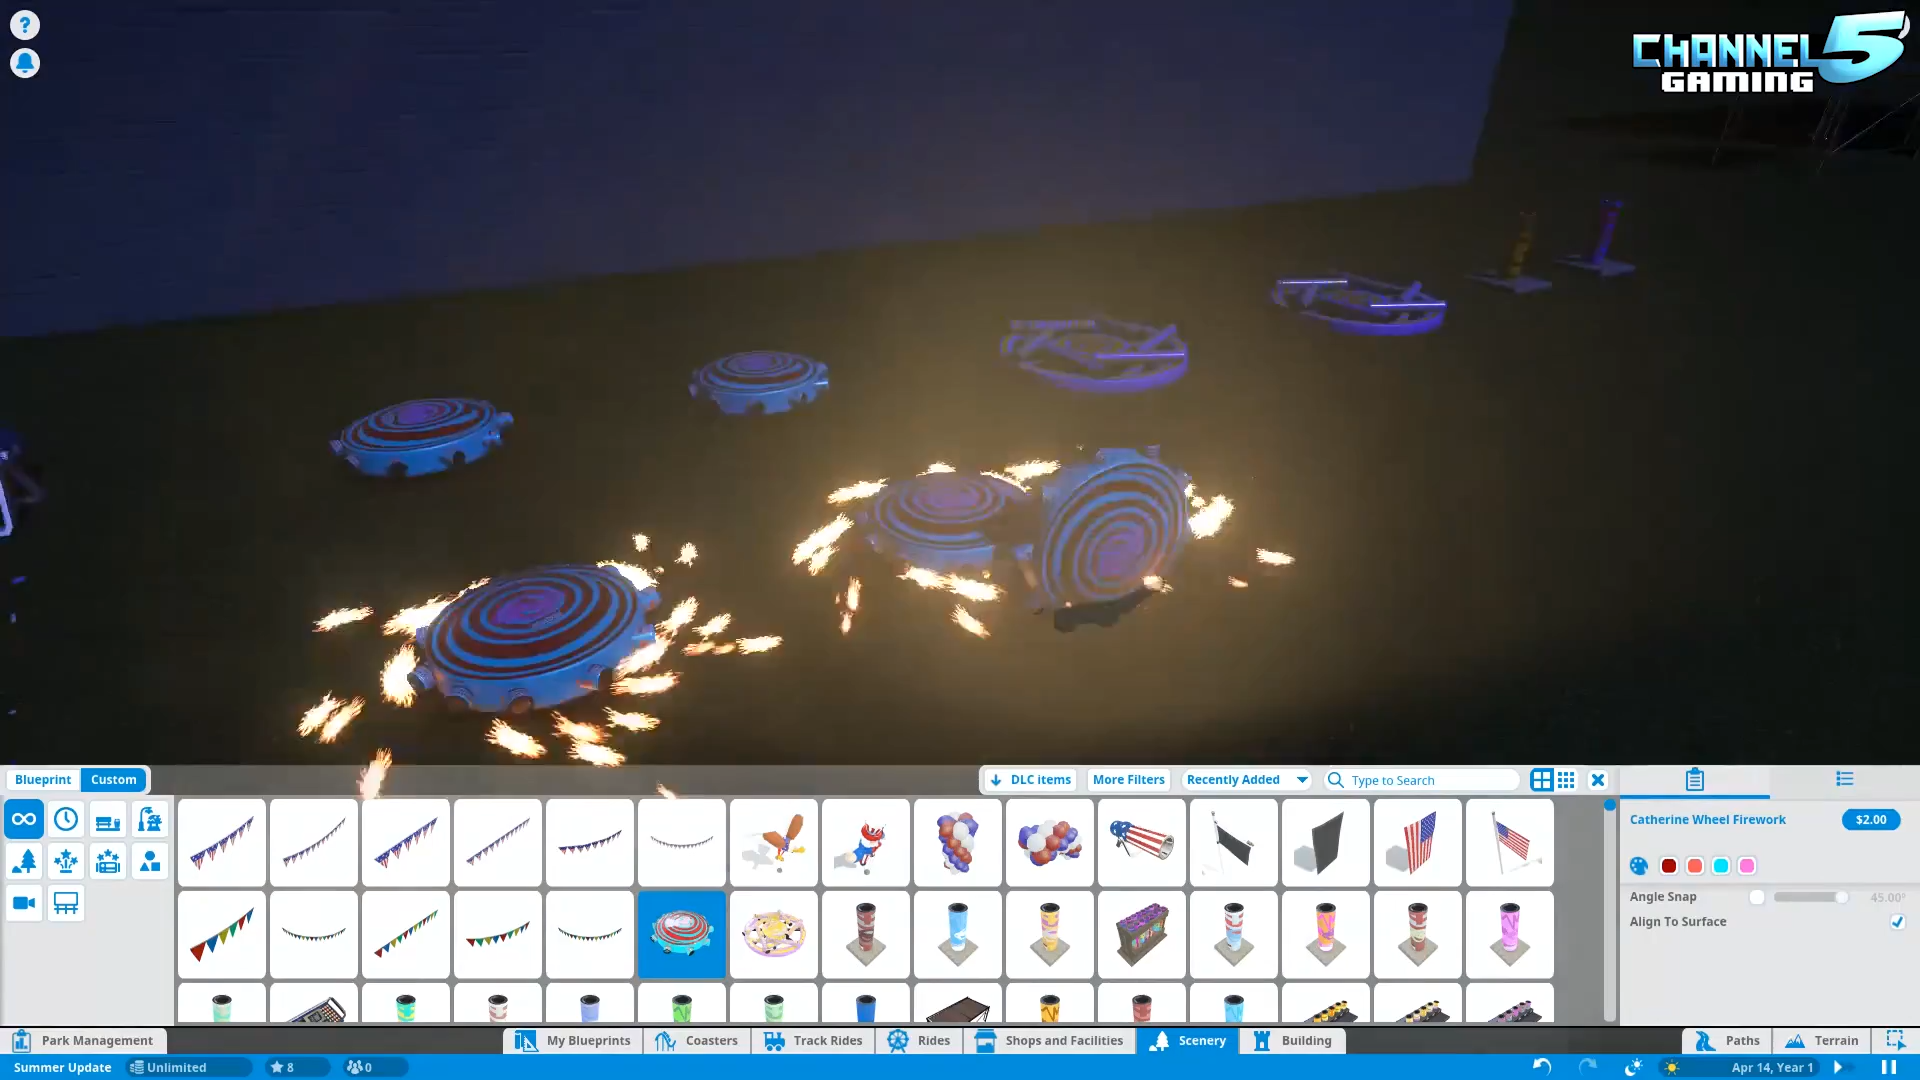 ?
CHANNEL 5
GAMING
Blueprint
Custom
DLC items
More Filters
Recently Added
Type to Search
Catherine Wheel Firework
$2.00
Angle Snap
45.00°
Align To Surface
Park Management
My Blueprints
Coasters
Track Rides
Rides
Shops and Facilities
Scenery
Building
Paths
Terrain
Summer Update
Unlimited
8
0
Apr 14, Year 1